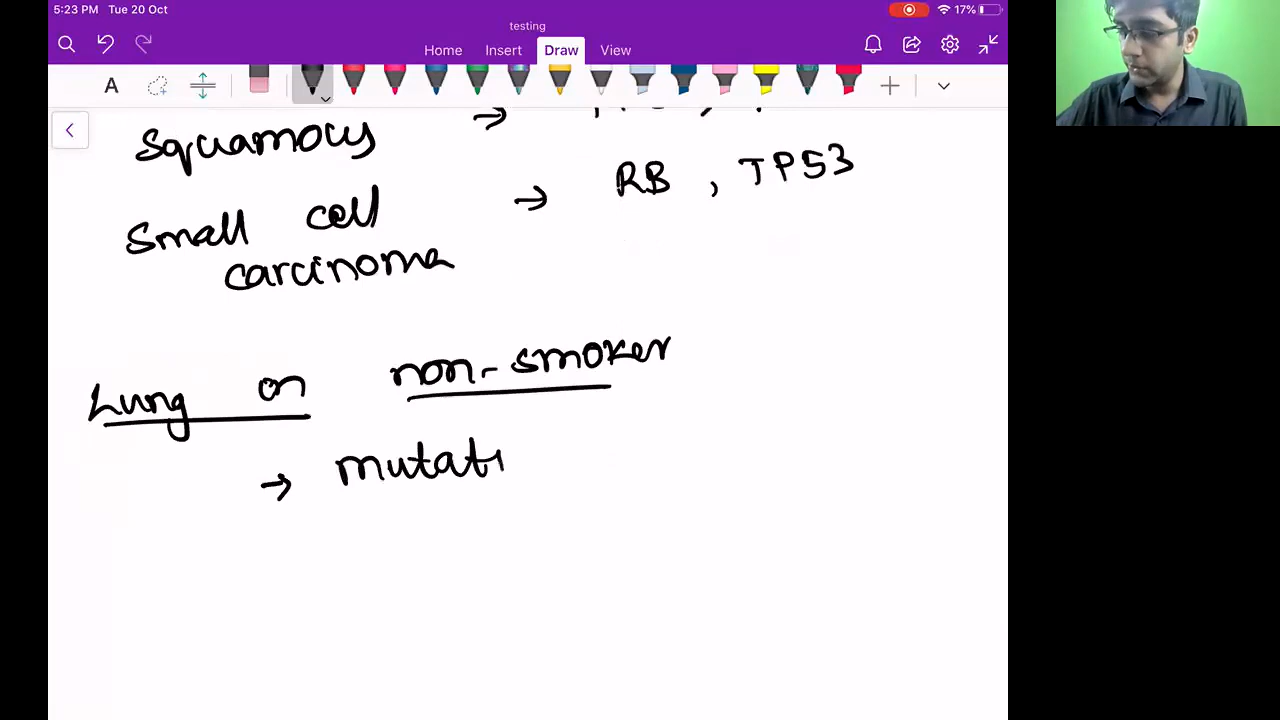 5:23 PM Tue 20 Oct
17%
testing
Home Insert Draw View
A
squamous →
small cell → RB , TP53
carcinoma
Lung on non-smoker
→ mutati